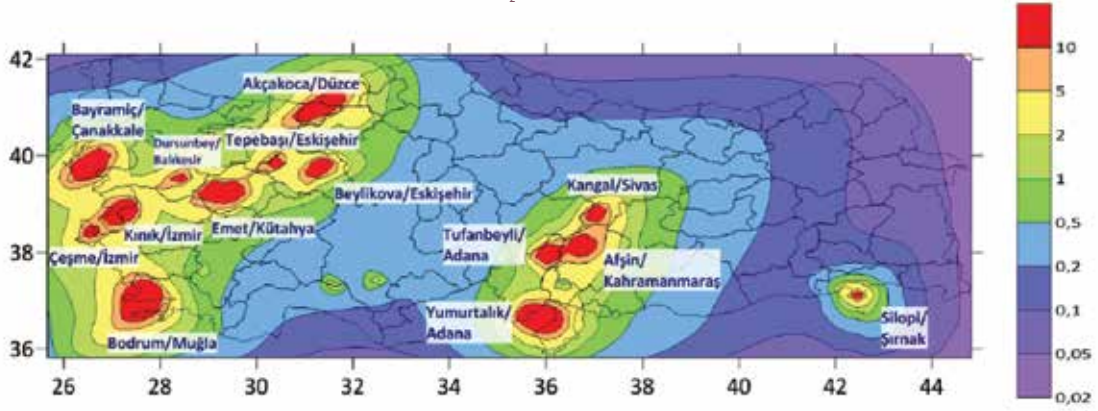 2
10
5
2
1
0,5
0,2
0,1
0,05
0,02
42
40
38
36
Akçakoca/Düzce
Bayramiç/
Çanakkale
Dursunbey/
Balıkesir
Tepebaşı/Eskişehir
Beylikova/Eskişehir
Kangal/Sivas
Kınık/İzmir
Emet/Kütahya
Çeşme/İzmir
Tufanbeyli/
Adana
Afşin/
Kahramanmaraş
Yumurtalık/
Adana
Silopi/
Şırnak
Bodrum/Muğla
26 28 30 32 34 36 38 40 42 44